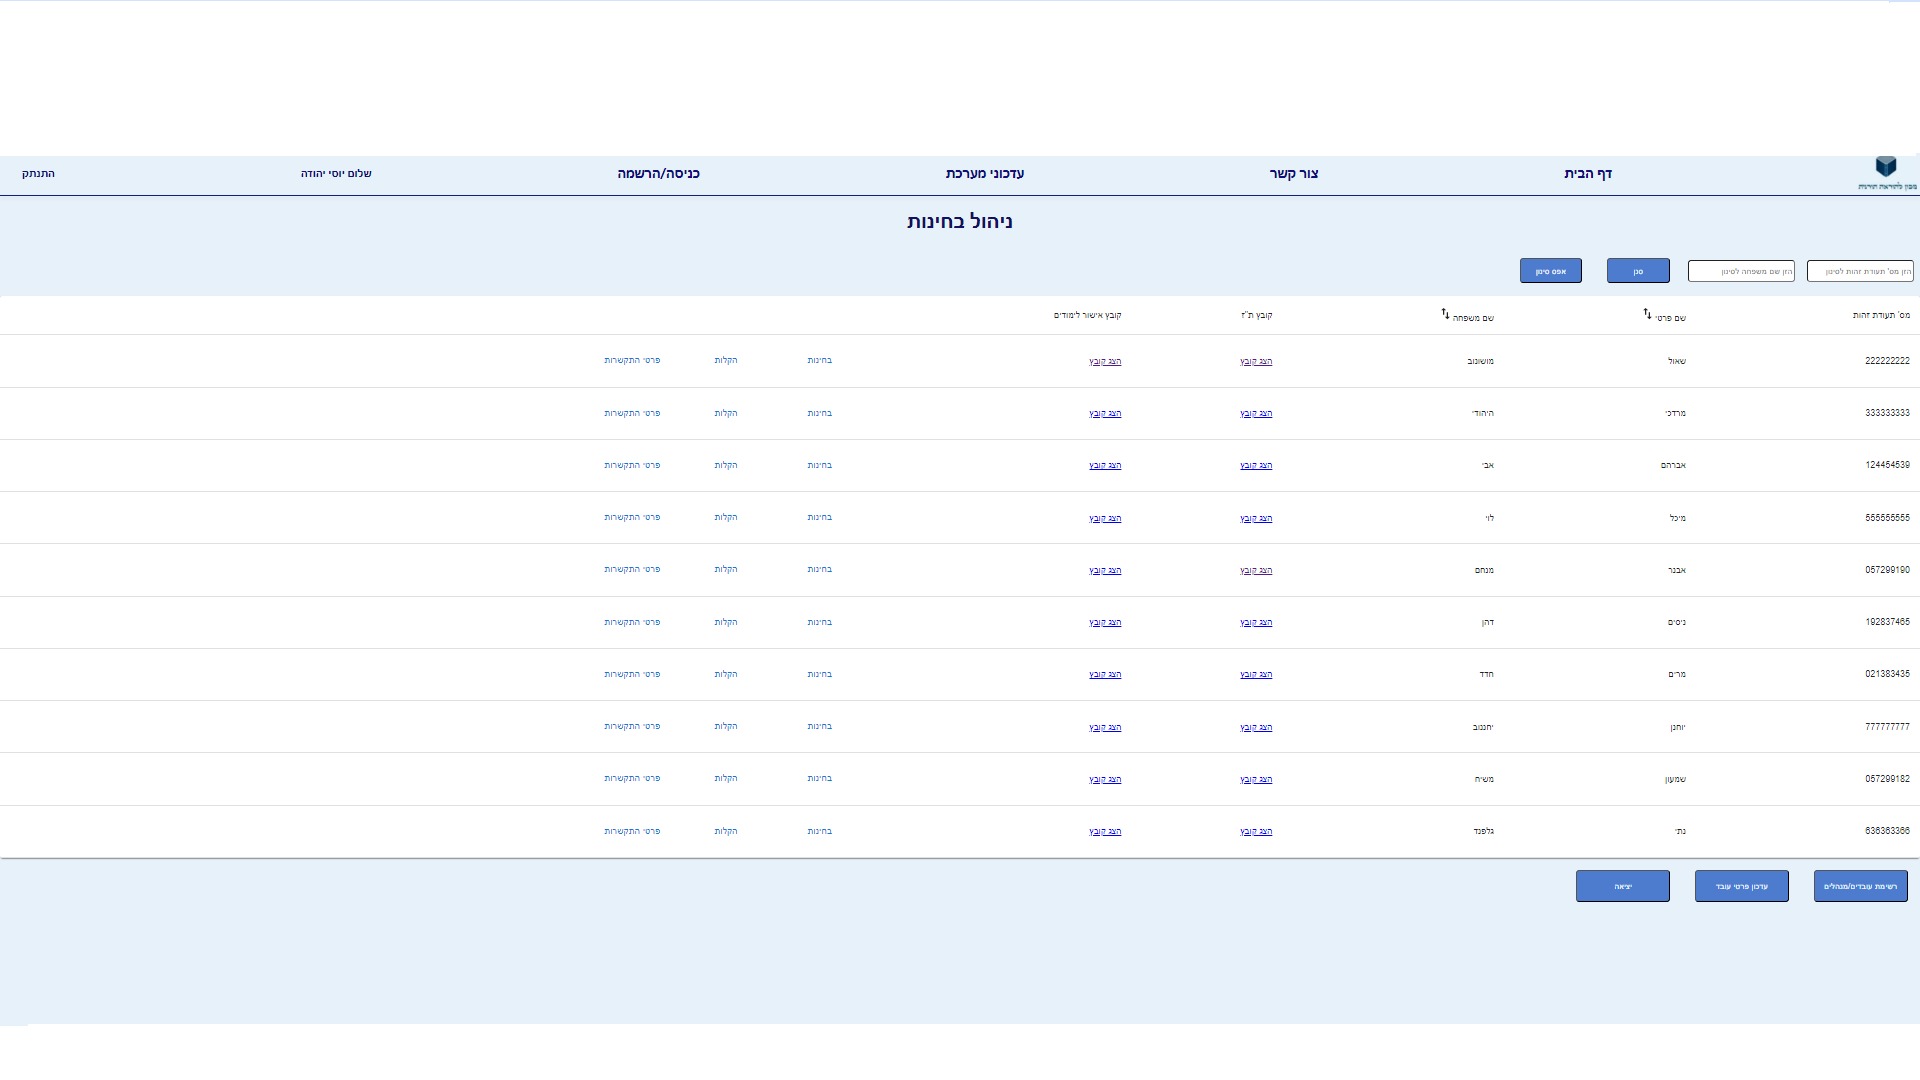 מכון להוראה תורנית
דף הבית צור קשר עדכוני מערכת כניסה/הרשמה שלום יוסי יהודה התנתק
ניהול בחינות
הזן מס' תעודת זהות לסינון הזן שם משפחה לסינון סנן אפס סינון
מס' תעודת זהות שם פרטי שם משפחה קובץ ת"ז קובץ אישור לימודים
222222222 שאול מושונוב הצג קובץ הצג קובץ בחינות הקלות פרטי התקשרות
333333333 מרדכי היהודי הצג קובץ הצג קובץ בחינות הקלות פרטי התקשרות
124454539 אברהם אבי הצג קובץ הצג קובץ בחינות הקלות פרטי התקשרות
555555555 מיכל לוי הצג קובץ הצג קובץ בחינות הקלות פרטי התקשרות
057299190 אבנר מנחם הצג קובץ הצג קובץ בחינות הקלות פרטי התקשרות
192837465 ניסים דהן הצג קובץ הצג קובץ בחינות הקלות פרטי התקשרות
021383435 מרים חדד הצג קובץ הצג קובץ בחינות הקלות פרטי התקשרות
777777777 יוחנן יחננוב הצג קובץ הצג קובץ בחינות הקלות פרטי התקשרות
057299182 שמעון משיח הצג קובץ הצג קובץ בחינות הקלות פרטי התקשרות
636363366 נתי גלפנד הצג קובץ הצג קובץ בחינות הקלות פרטי התקשרות
רשימת עובדים/מנהלים עדכון פרטי עובד יציאה